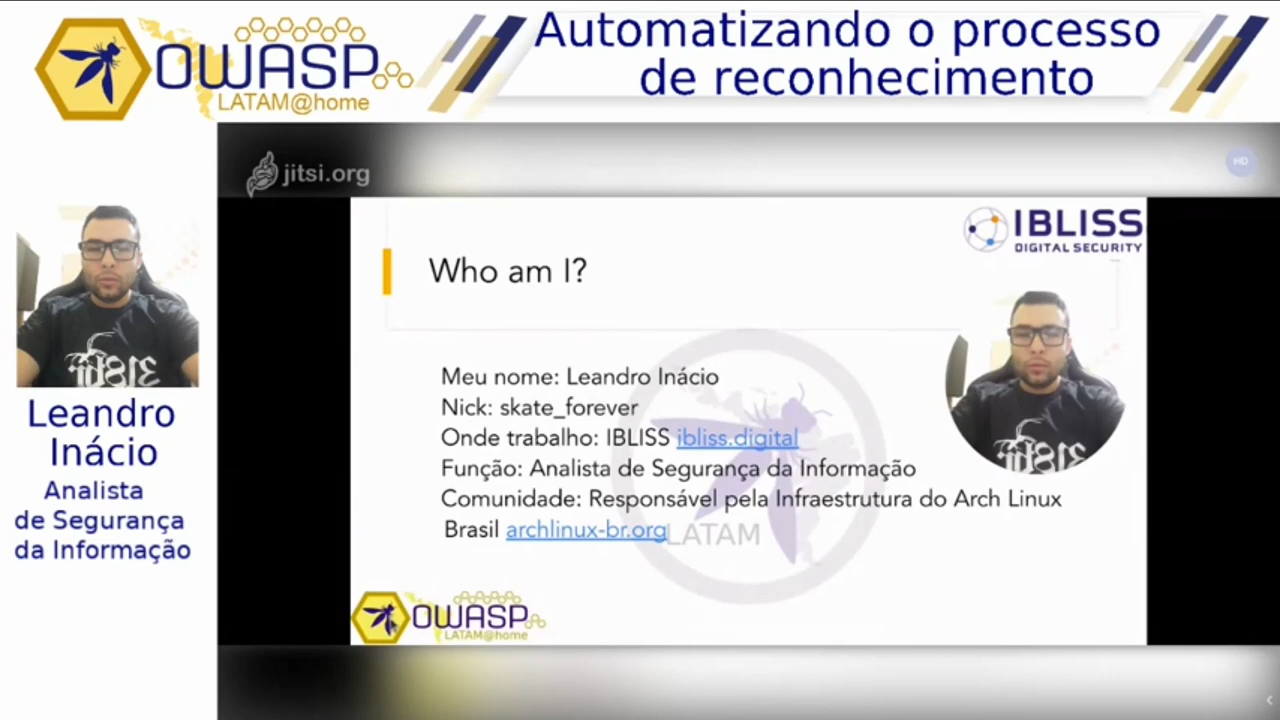 OWASP
LATAM@home
Automatizando o processo
de reconhecimento
jitsi.org
HD
IBLISS
DIGITAL SECURITY
Who am I?
Meu nome: Leandro Inácio
Nick: skate_forever
Onde trabalho: IBLISS ibliss.digital
Função: Analista de Segurança da Informação
Comunidade: Responsável pela Infraestrutura do Arch Linux
Brasil archlinux-br.org
LATAM
OWASP
LATAM@home
Leandro
Inácio
Analista
de Segurança
da Informação